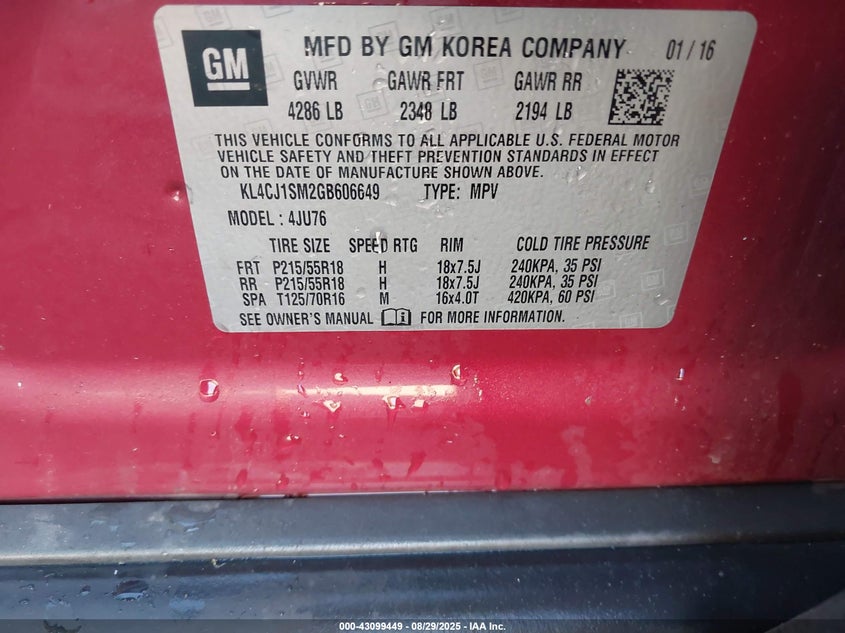 GM MFD BY GM KOREA COMPANY 01 / 16
GVWR GAWR FRT GAWR RR
4286 LB 2348 LB 2194 LB
THIS VEHICLE CONFORMS TO ALL APPLICABLE U.S. FEDERAL MOTOR
VEHICLE SAFETY AND THEFT PREVENTION STANDARDS IN EFFECT
ON THE DATE OF MANUFACTURE SHOWN ABOVE.
KL4CJ1SM2GB606649 TYPE: MPV
MODEL : 4JU76
TIRE SIZE SPEED RTG RIM COLD TIRE PRESSURE
FRT P215/55R18 H 18x7.5J 240KPA, 35 PSI
RR P215/55R18 H 18x7.5J 240KPA, 35 PSI
SPA T125/70R16 M 16x4.0T 420KPA, 60 PSI
SEE OWNER'S MANUAL FOR MORE INFORMATION.
000-43099449 - 08/29/2025 - IAA Inc.